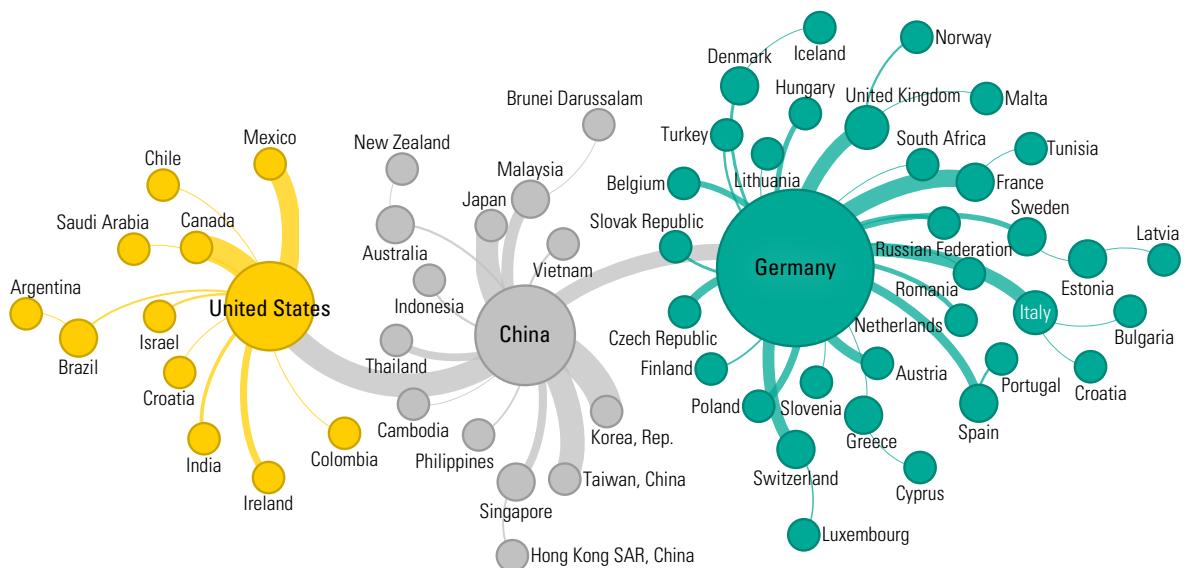 Mexico
Chile
Saudi Arabia
Canada
Argentina
United States
Brazil
Israel
Croatia
India
Ireland
Colombia
Brunei Darussalam
New Zealand
Malaysia
Japan
Australia
Vietnam
Indonesia
China
Thailand
Cambodia
Philippines
Korea, Rep.
Singapore
Taiwan, China
Hong Kong SAR, China
Iceland
Denmark
Norway
Hungary
United Kingdom
Malta
Turkey
South Africa
Tunisia
Lithuania
Belgium
France
Slovak Republic
Sweden
Latvia
Russian Federation
Germany
Romania
Estonia
Netherlands
Italy
Bulgaria
Czech Republic
Finland
Austria
Portugal
Croatia
Poland
Slovenia
Greece
Spain
Switzerland
Cyprus
Luxembourg